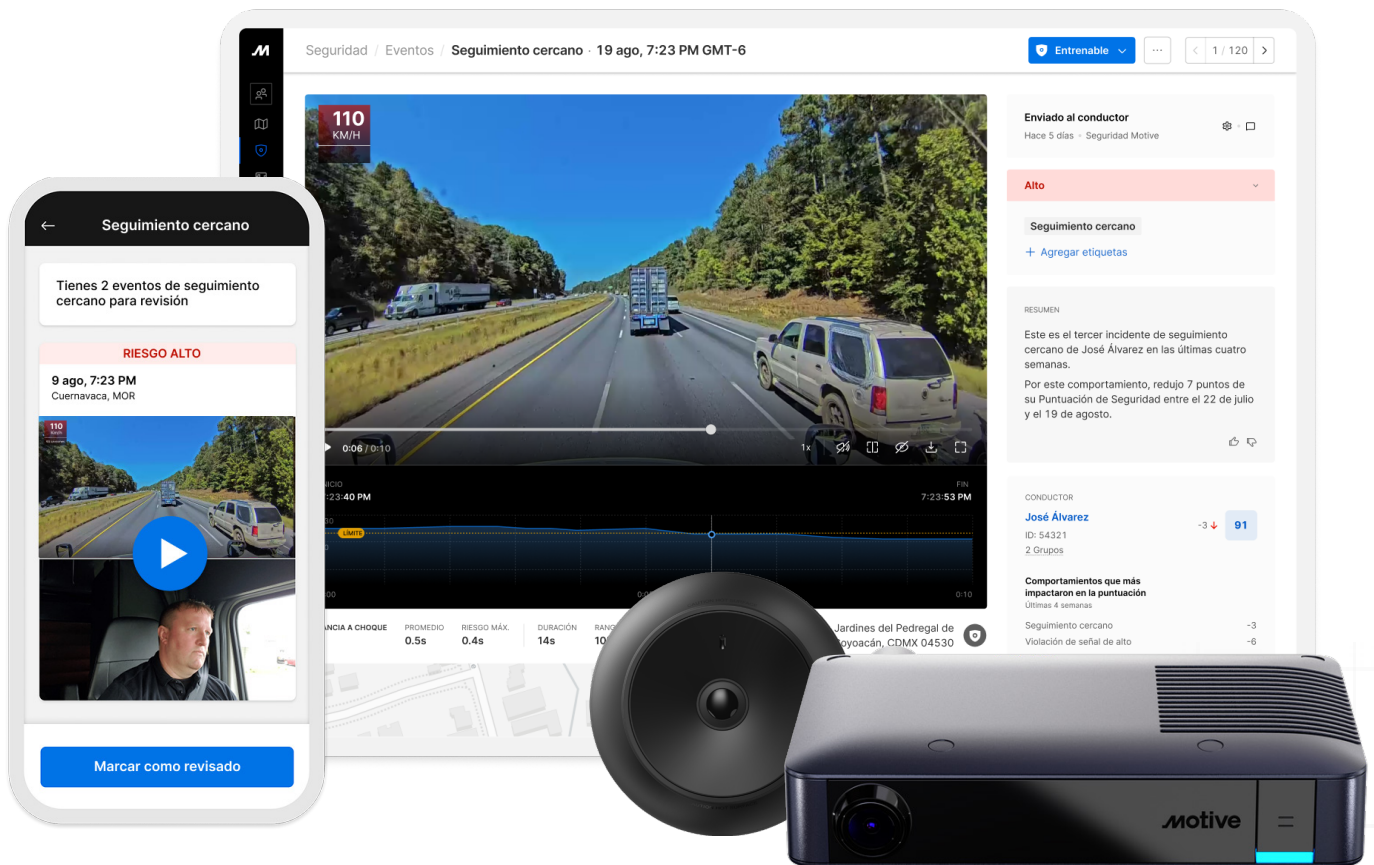 Seguridad / Eventos / Seguimiento cercano · 19 ago, 7:23 PM GMT-6
Entrenable
1 / 120
110
KM/H
0:06 / 0:10
1x
7:23:53 PM
FIN
LÍMITE
0:10
PROMEDIO
0.5s
RIESGO MÁX.
0.4s
DURACIÓN
14s
Jardines del Pedregal de
CDMX 04530
Enviado al conductor
Hace 5 días · Seguridad Motive
Alto
Seguimiento cercano
+ Agregar etiquetas
RESUMEN
Este es el tercer incidente de seguimiento
cercano de José Álvarez en las últimas cuatro
semanas.
Por este comportamiento, redujo 7 puntos de
su Puntuación de Seguridad entre el 22 de julio
y el 19 de agosto.
CONDUCTOR
José Álvarez
-3
91
ID: 54321
2 Grupos
Comportamientos que más
impactaron en la puntuación
Últimas 4 semanas
Seguimiento cercano -3
Violación de señal de alto -6
Seguimiento cercano
Tienes 2 eventos de seguimiento
cercano para revisión
RIESGO ALTO
9 ago, 7:23 PM
Cuernavaca, MOR
110
Marcar como revisado
motive